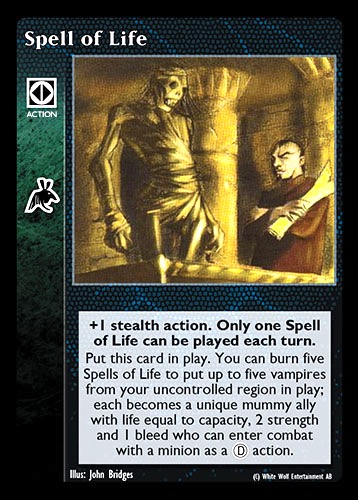 Spell of Life
ACTION
+1 stealth action. Only one Spell
of Life can be played each turn.
Put this card in play. You can burn five
Spells of Life to put up to five vampires
from your uncontrolled region in play;
each becomes a unique mummy ally
with life equal to capacity, 2 strength
and 1 bleed who can enter combat
with a minion as a Ⓓ action.
Illus: John Bridges
(C) White Wolf Entertainment AB